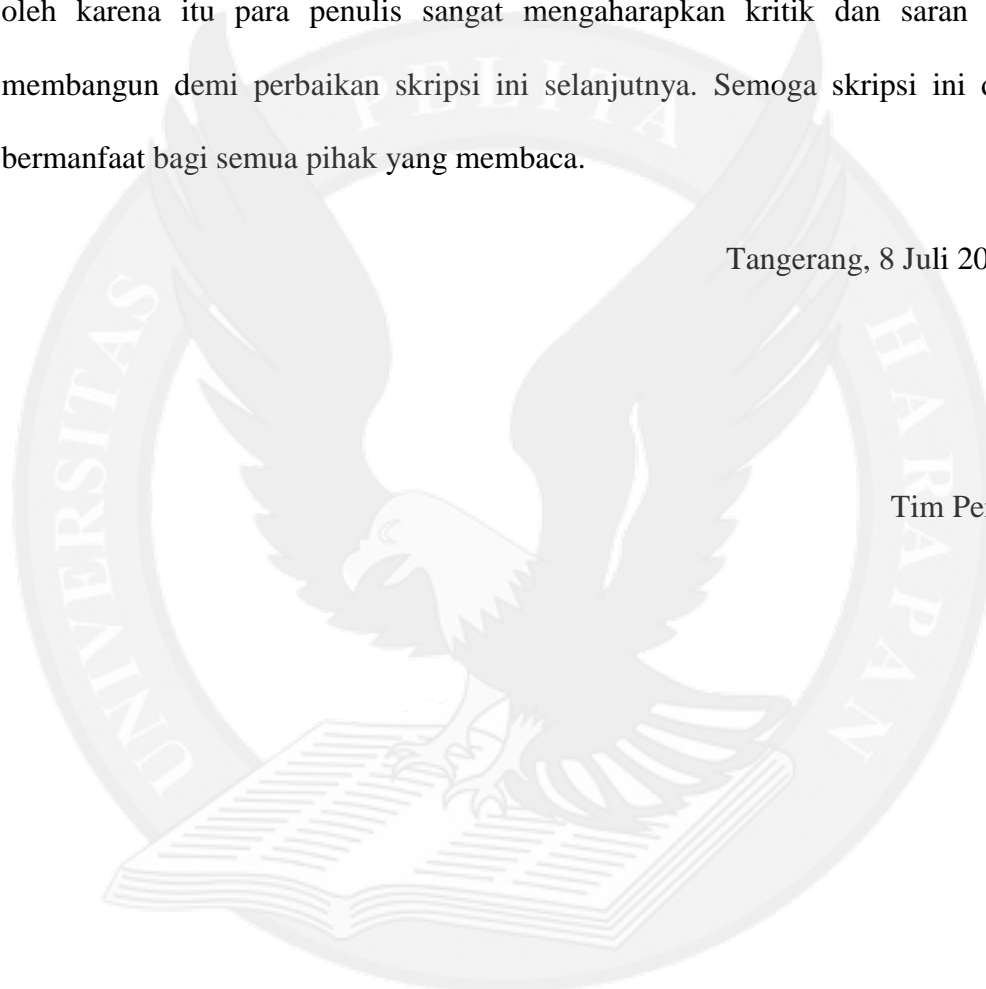 oleh karena itu para penulis sangat mengaharapkan kritik dan saran
membangun demi perbaikan skripsi ini selanjutnya. Semoga skripsi ini
bermanfaat bagi semua pihak yang membaca.
Tangerang, 8 Juli
Tim
UNIVERSITAS PELITA HARAPAN